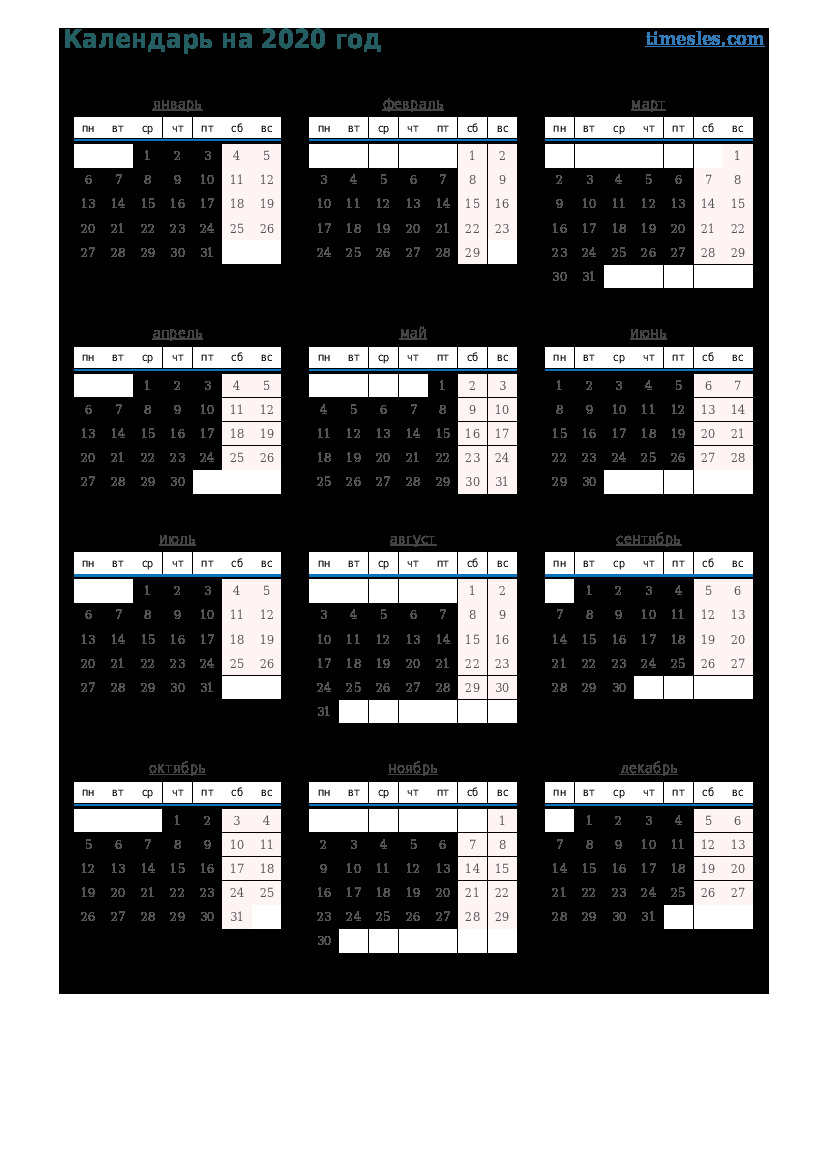 Календарь на 2020 год timesles.com
январь февраль март
пн вт ср чт пт сб вс пн вт ср чт пт сб вс пн вт ср чт пт сб вс
1 2 3 4 5 1 2 1
6 7 8 9 10 11 12 3 4 5 6 7 8 9 2 3 4 5 6 7 8
13 14 15 16 17 18 19 10 11 12 13 14 15 16 9 10 11 12 13 14 15
20 21 22 23 24 25 26 17 18 19 20 21 22 23 16 17 18 19 20 21 22
27 28 29 30 31 24 25 26 27 28 29 23 24 25 26 27 28 29
30 31
апрель май июнь
пн вт ср чт пт сб вс пн вт ср чт пт сб вс пн вт ср чт пт сб вс
1 2 3 4 5 1 2 3 1 2 3 4 5 6 7
6 7 8 9 10 11 12 4 5 6 7 8 9 10 8 9 10 11 12 13 14
13 14 15 16 17 18 19 11 12 13 14 15 16 17 15 16 17 18 19 20 21
20 21 22 23 24 25 26 18 19 20 21 22 23 24 22 23 24 25 26 27 28
27 28 29 30 25 26 27 28 29 30 31 29 30
июль август сентябрь
пн вт ср чт пт сб вс пн вт ср чт пт сб вс пн вт ср чт пт сб вс
1 2 3 4 5 1 2 1 2 3 4 5 6
6 7 8 9 10 11 12 3 4 5 6 7 8 9 7 8 9 10 11 12 13
13 14 15 16 17 18 19 10 11 12 13 14 15 16 14 15 16 17 18 19 20
20 21 22 23 24 25 26 17 18 19 20 21 22 23 21 22 23 24 25 26 27
27 28 29 30 31 24 25 26 27 28 29 30 28 29 30
31
октябрь ноябрь декабрь
пн вт ср чт пт сб вс пн вт ср чт пт сб вс пн вт ср чт пт сб вс
1 2 3 4 1 1 2 3 4 5 6
5 6 7 8 9 10 11 2 3 4 5 6 7 8 7 8 9 10 11 12 13
12 13 14 15 16 17 18 9 10 11 12 13 14 15 14 15 16 17 18 19 20
19 20 21 22 23 24 25 16 17 18 19 20 21 22 21 22 23 24 25 26 27
26 27 28 29 30 31 23 24 25 26 27 28 29 28 29 30 31
30